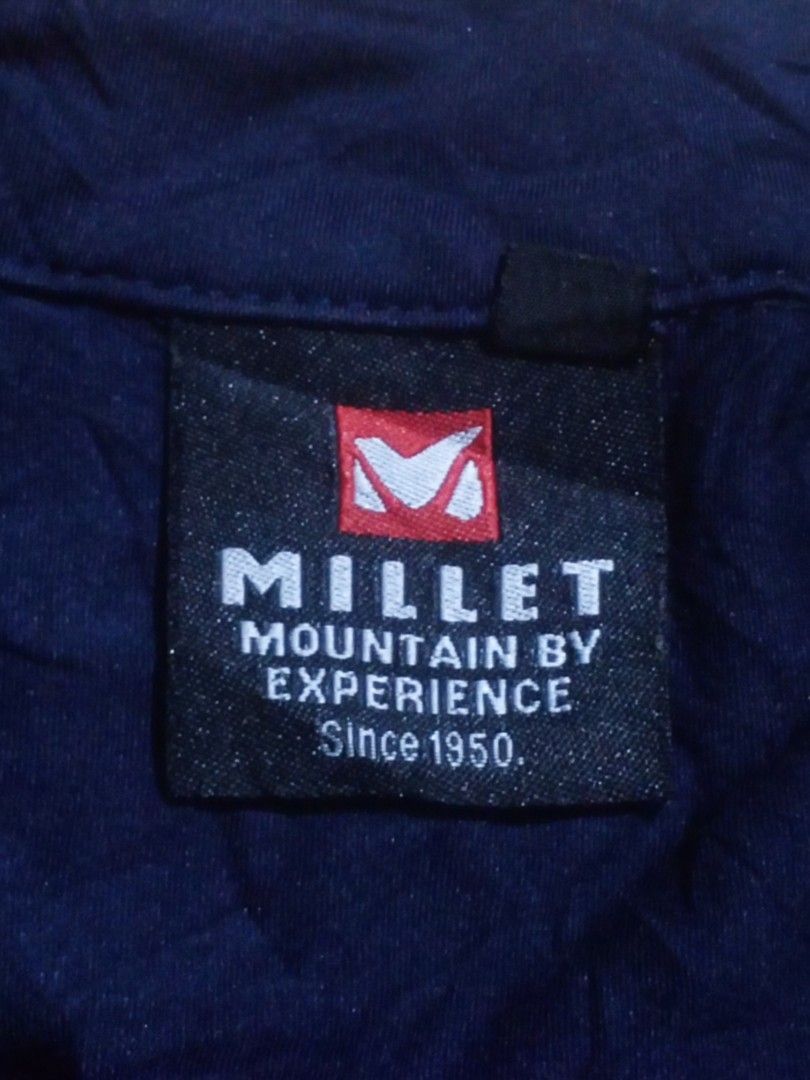 MILLET
MOUNTAIN BY
EXPERIENCE
Since 1950.